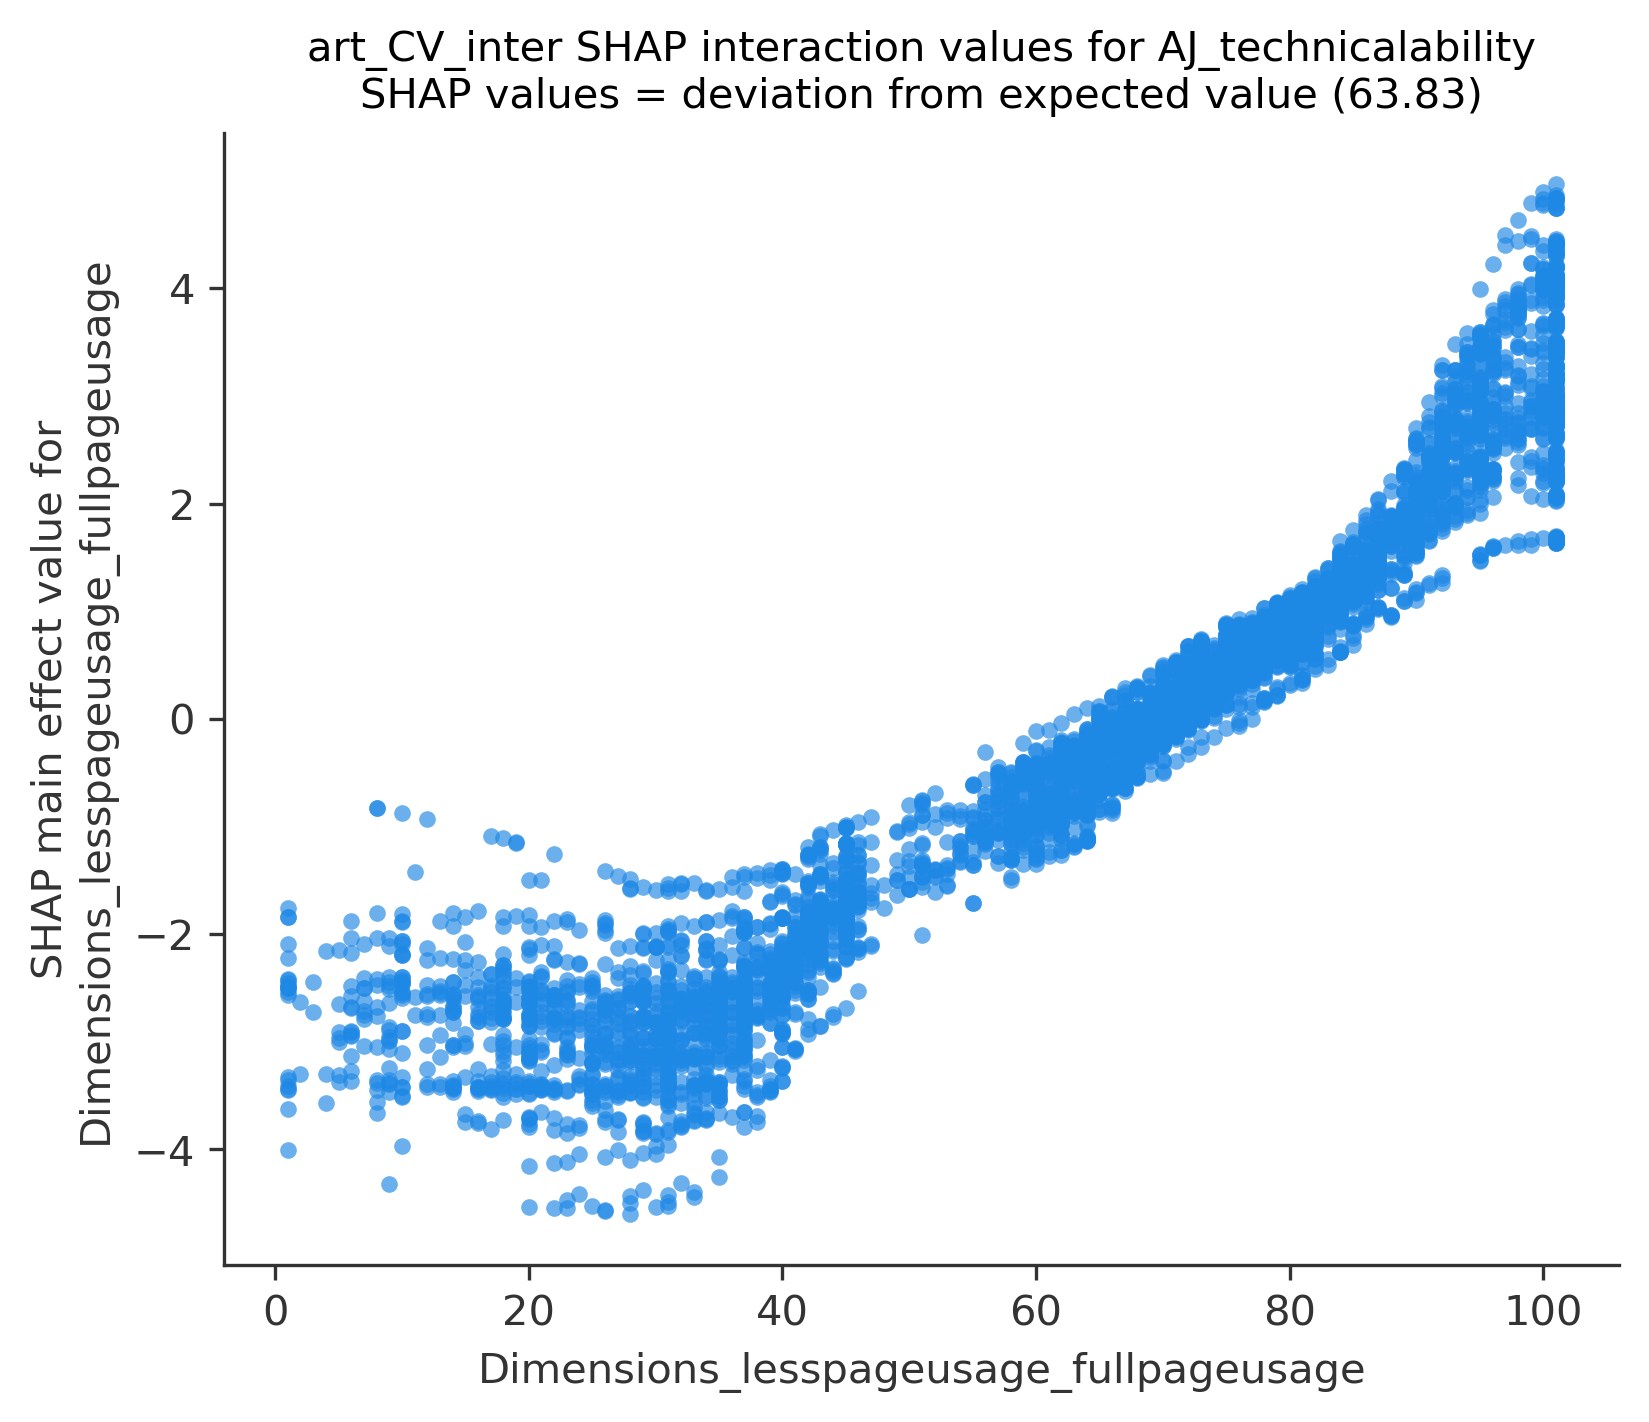 art_CV_inter SHAP interaction values for AJ_technicalability
SHAP values = deviation from expected value (63.83)
SHAP main effect value for
Dimensions_lesspageusage_fullpageusage
4
2
0
−2
−4
0 20 40 60 80 100
Dimensions_lesspageusage_fullpageusage